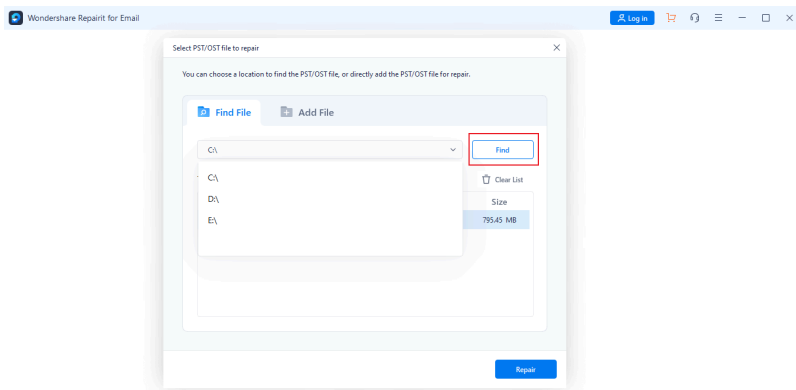 Wondershare Repairit for Email
Log in
Select PST/OST file to repair
You can choose a location to find the PST/OST file, or directly add the PST/OST file for repair.
Find File
Add File
C:\
Find
C:\
Clear List
D:\
Size
E:\
795.45 MB
Repair